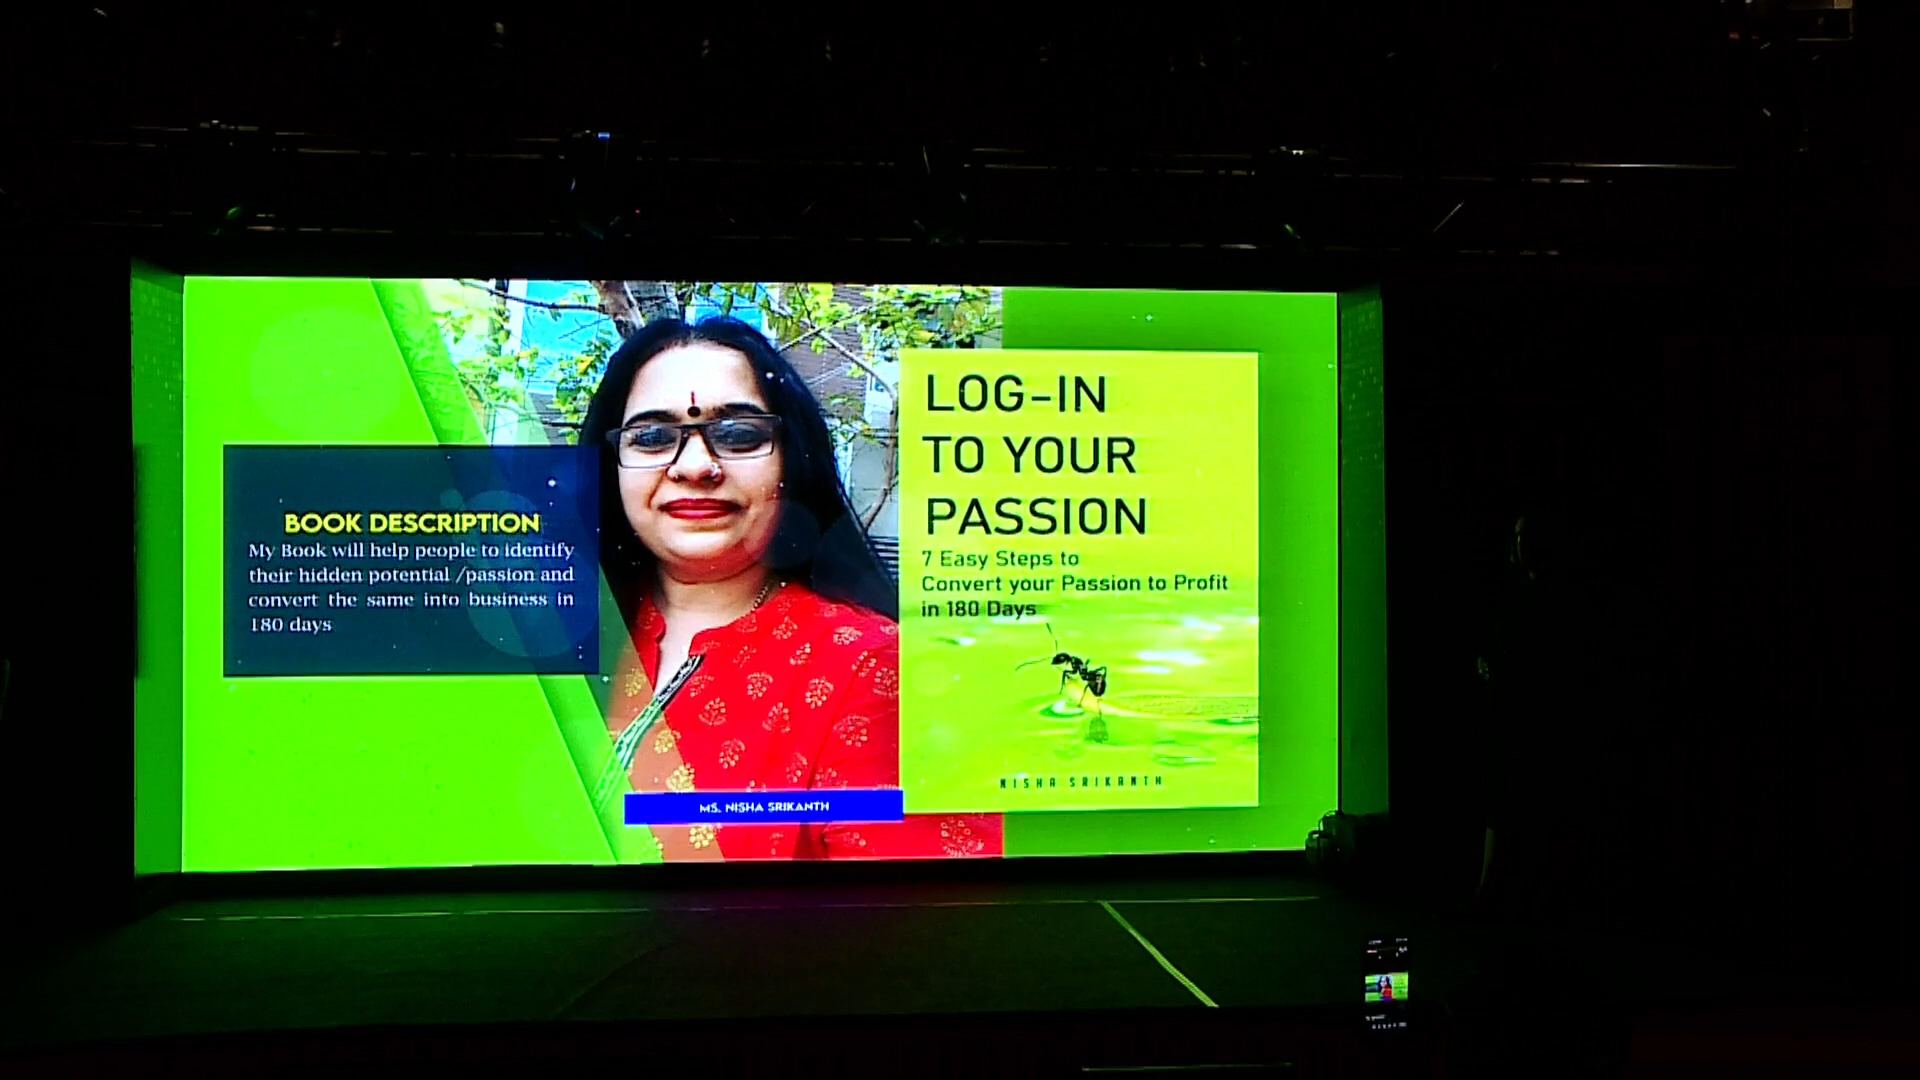 BOOK DESCRIPTION
My Book will help people to identify
their hidden potential /passion and
convert the same into business in
180 days
MS. NISHA SRIKANTH
LOG-IN
TO YOUR
PASSION
7 Easy Steps to
Convert your Passion to Profit
in 180 Days
NISHA SRIKANTH